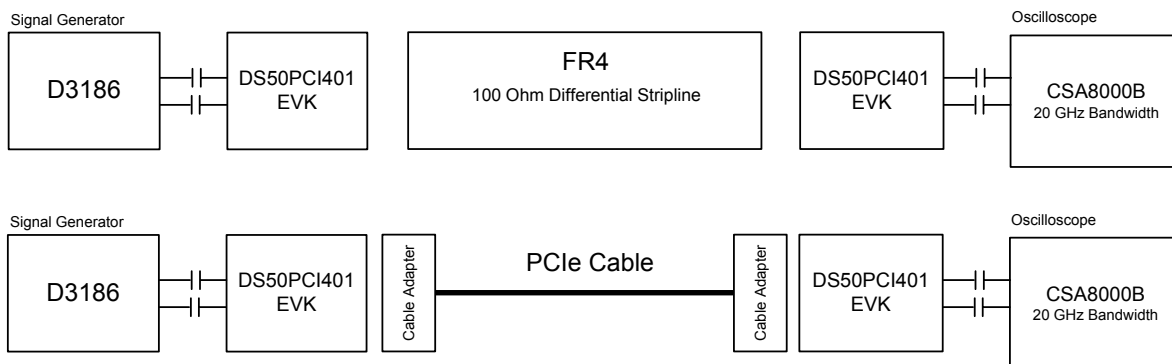 Signal Generator
D3186
DS50PCI401
EVK
FR4
100 Ohm Differential Stripline
DS50PCI401
EVK
Oscilloscope
CSA8000B
20 GHz Bandwidth
Signal Generator
D3186
DS50PCI401
EVK
Cable Adapter
PCIe Cable
Cable Adapter
DS50PCI401
EVK
Oscilloscope
CSA8000B
20 GHz Bandwidth